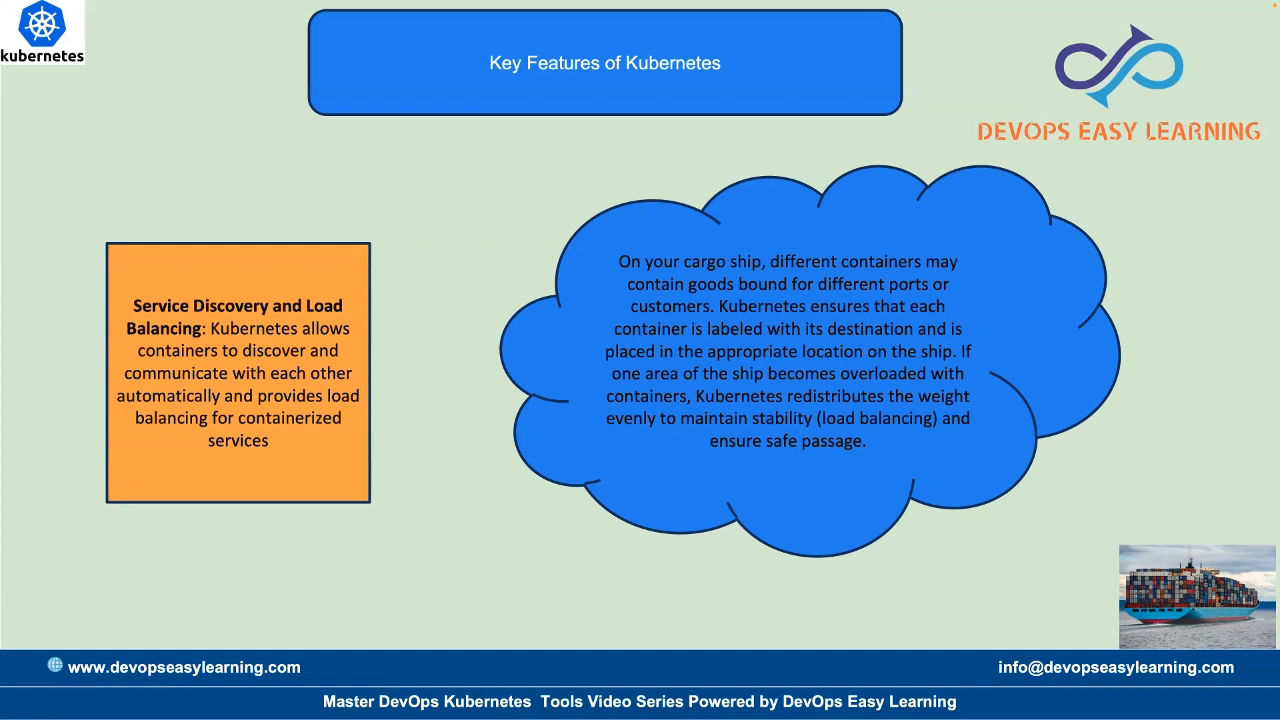 kubernetes
Key Features of Kubernetes
DEVOPS EASY LEARNING
Service Discovery and Load
Balancing: Kubernetes allows
containers to discover and
communicate with each other
automatically and provides load
balancing for containerized
services
On your cargo ship, different containers may
contain goods bound for different ports or
customers. Kubernetes ensures that each
container is labeled with its destination and is
placed in the appropriate location on the ship. If
one area of the ship becomes overloaded with
containers, Kubernetes redistributes the weight
evenly to maintain stability (load balancing) and
ensure safe passage.
www.devopseasylearning.com
info@devopseasylearning.com
Master DevOps Kubernetes Tools Video Series Powered by DevOps Easy Learning